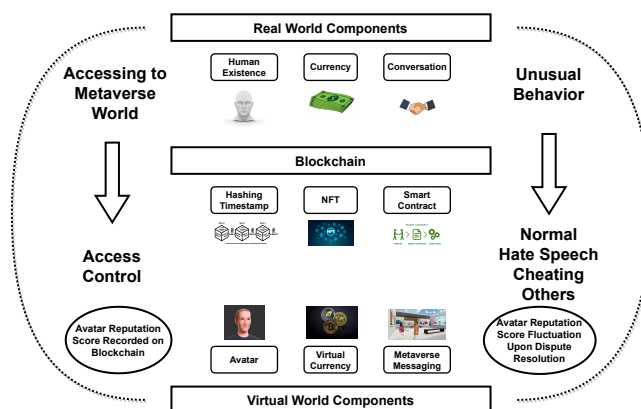 Real World Components
Human
Existence
Currency
Conversation
Accessing to
Metaverse
World
Unusual
Behavior
Blockchain
Hashing
Timestamp
NFT
Smart
Contract
NFT
Access
Control
Normal
Hate Speech
Cheating
Others
Avatar Reputation
Score Recorded on
Blockchain
Avatar Reputation
Score Fluctuation
Upon Dispute
Resolution
Avatar
Virtual
Currency
Metaverse
Messaging
Virtual World Components